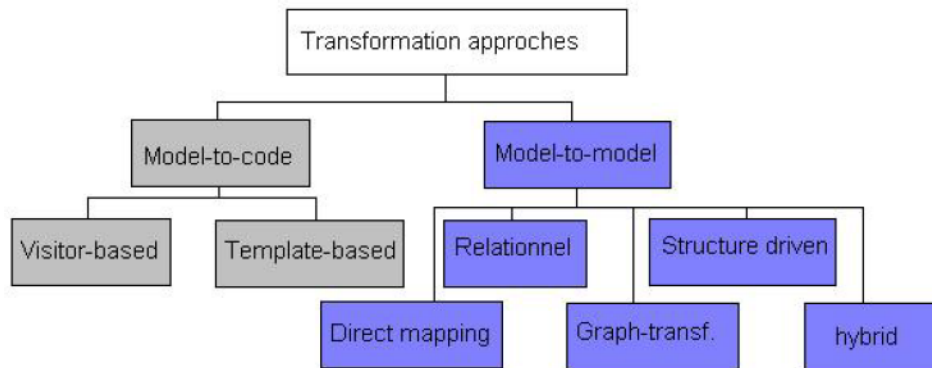 Transformation approches
Model-to-code
Model-to-model
Visitor-based
Template-based
Relationnel
Structure driven
Direct mapping
Graph-transf.
hybrid